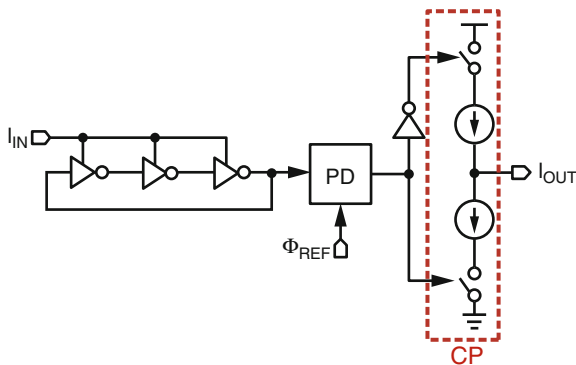 I_IN
PD
I_OUT
Φ_REF
CP